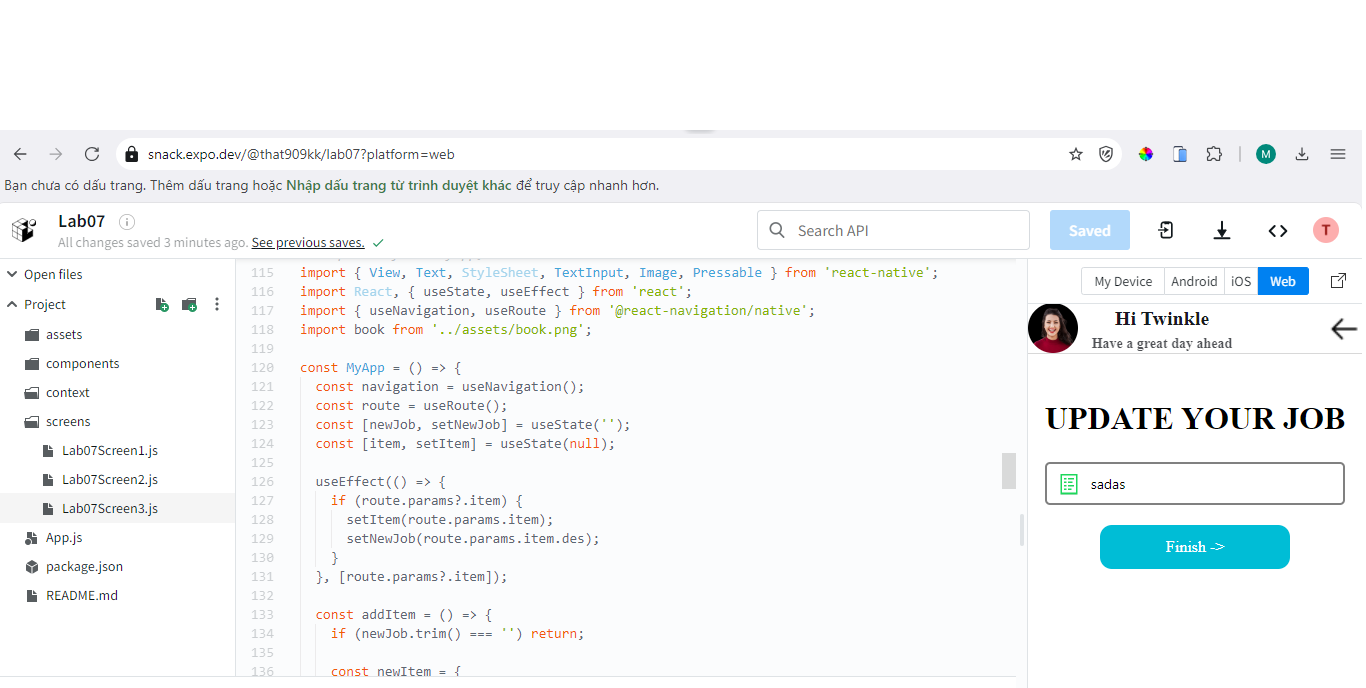 snack.expo.dev/@that909kk/lab07?platform=web
M
Bạn chưa có dấu trang. Thêm dấu trang hoặc Nhập dấu trang từ trình duyệt khác để truy cập nhanh hơn.
Lab07
All changes saved 3 minutes ago. See previous saves.
Search API
Saved
T
Open files
Project
assets
components
context
screens
Lab07Screen1.js
Lab07Screen2.js
Lab07Screen3.js
App.js
package.json
README.md
115 import { View, Text, StyleSheet, TextInput, Image, Pressable } from 'react-native';
116 import React, { useState, useEffect } from 'react';
117 import { useNavigation, useRoute } from '@react-navigation/native';
118 import book from '../assets/book.png';
119
120 const MyApp = () => {
121 const navigation = useNavigation();
122 const route = useRoute();
123 const [newJob, setNewJob] = useState('');
124 const [item, setItem] = useState(null);
125
126 useEffect(() => {
127 if (route.params?.item) {
128 setItem(route.params.item);
129 setNewJob(route.params.item.des);
130 }
131 }, [route.params?.item]);
132
133 const addItem = () => {
134 if (newJob.trim() === '') return;
135
136 const newItem = {
My Device
Android
iOS
Web
Hi Twinkle
Have a great day ahead
UPDATE YOUR JOB
sadas
Finish ->